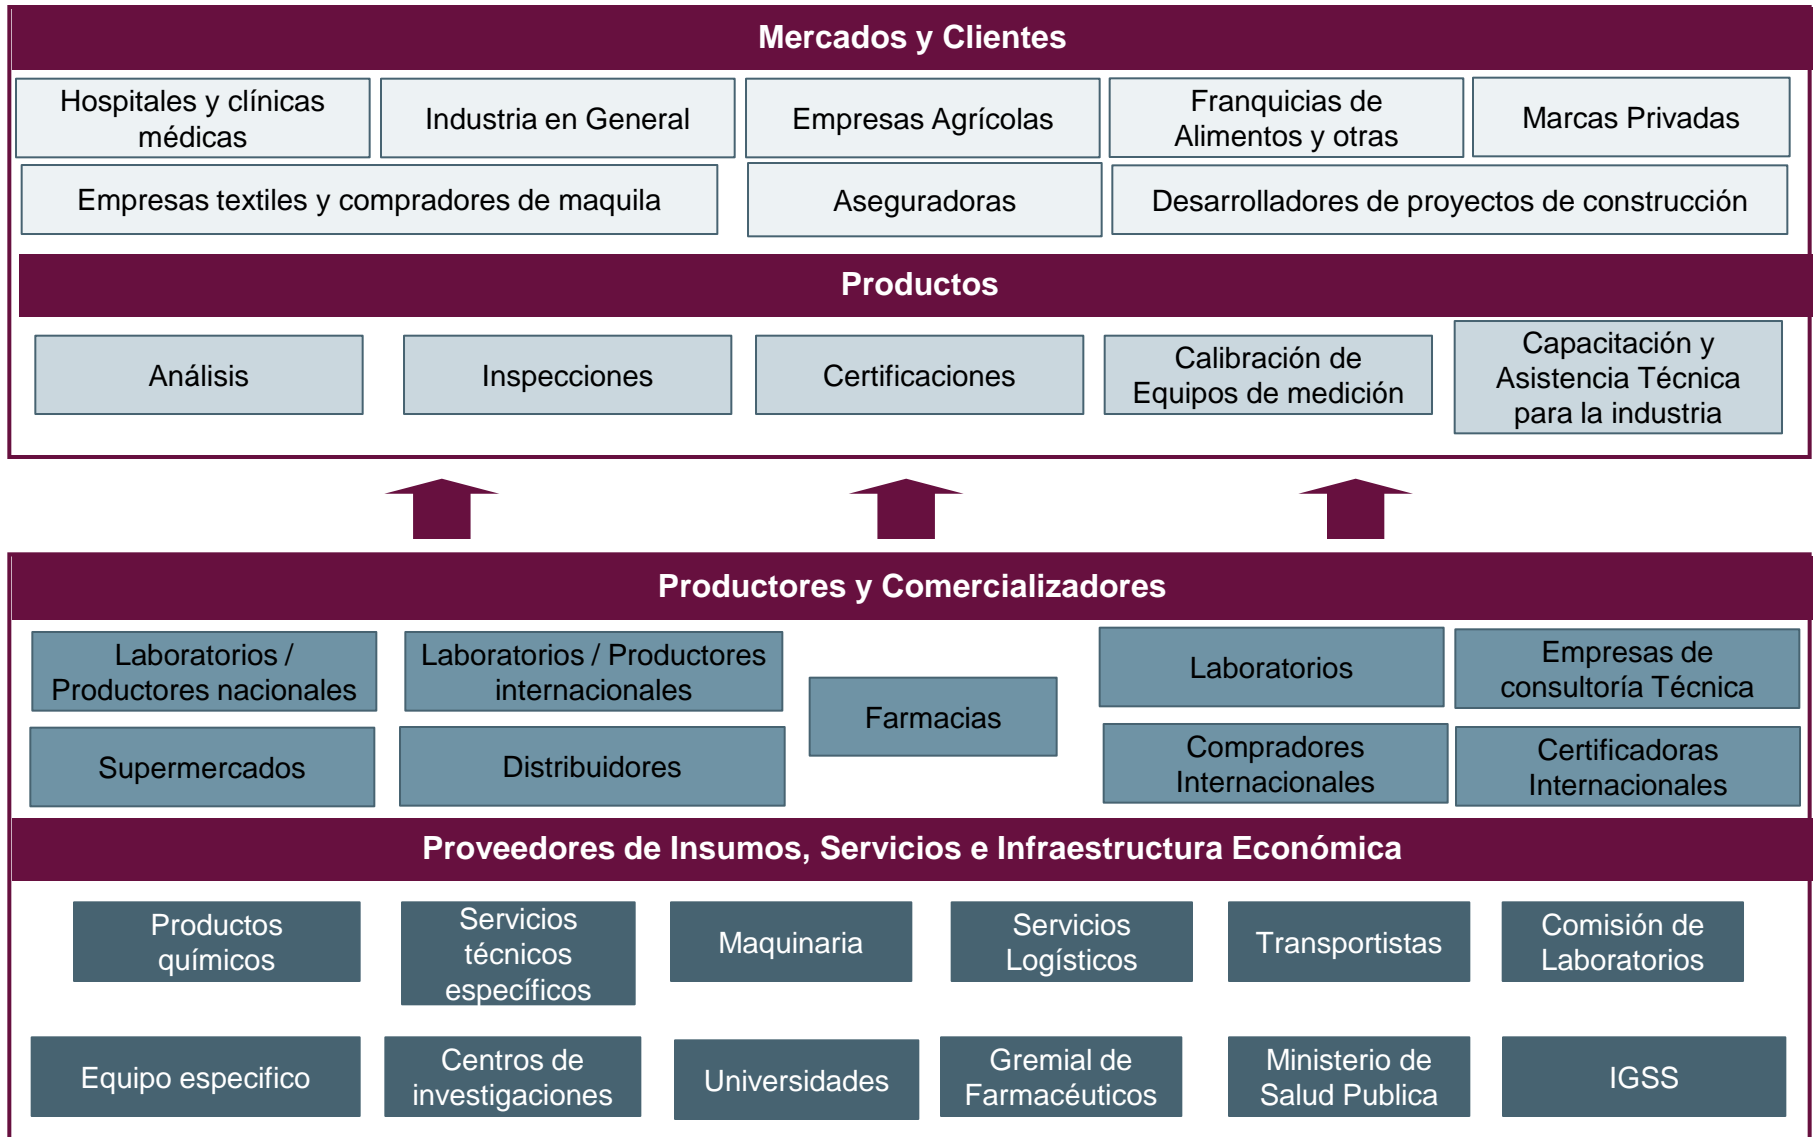 Mercados y Clientes
Hospitales y clínicas
médicas
Industria en General
Empresas Agrícolas
Franquicias de
Alimentos y otras
Marcas Privadas
Empresas textiles y compradores de maquila
Aseguradoras
Desarrolladores de proyectos de construcción
Productos
Análisis
Inspecciones
Certificaciones
Calibración de
Equipos de medición
Capacitación y
Asistencia Técnica
para la industria
Productores y Comercializadores
Laboratorios /
Productores nacionales
Laboratorios / Productores
internacionales
Farmacias
Laboratorios
Empresas de
consultoría Técnica
Supermercados
Distribuidores
Compradores
Internacionales
Certificadoras
Internacionales
Proveedores de Insumos, Servicios e Infraestructura Económica
Productos
químicos
Servicios
técnicos
específicos
Maquinaria
Servicios
Logísticos
Transportistas
Comisión de
Laboratorios
Equipo especifico
Centros de
investigaciones
Universidades
Gremial de
Farmacéuticos
Ministerio de
Salud Publica
IGSS